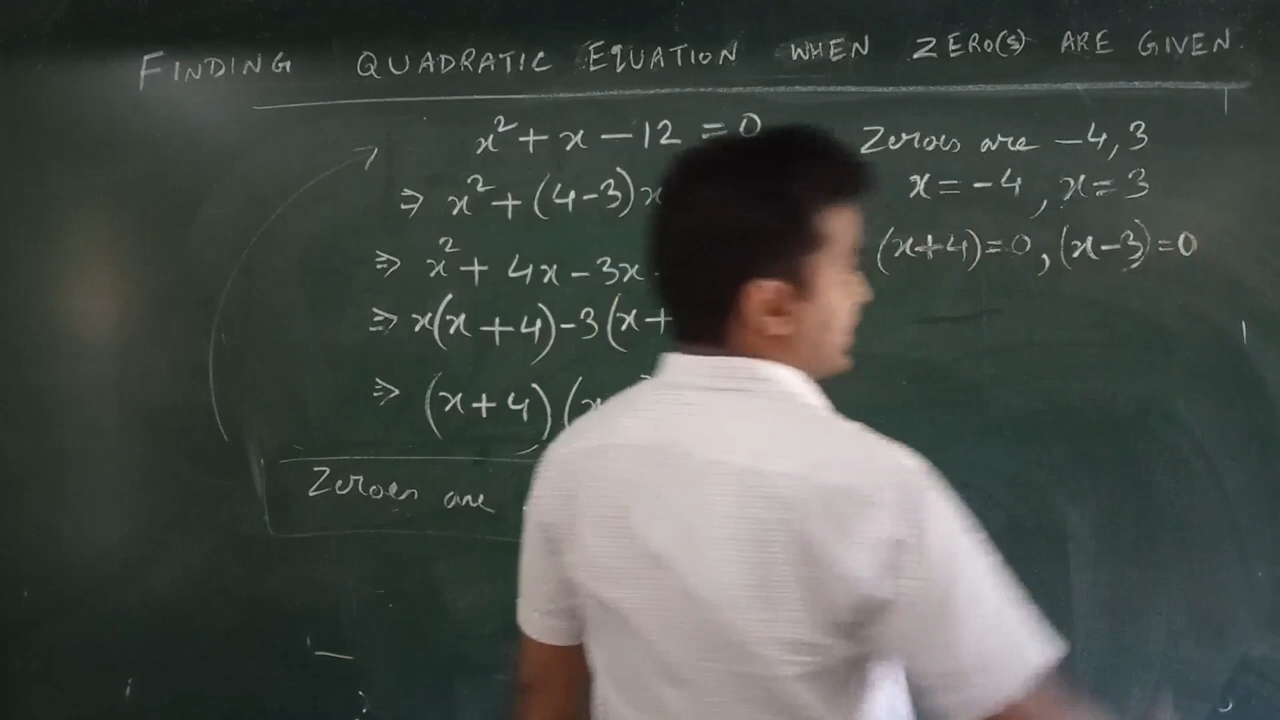 FINDING QUADRATIC EQUATION WHEN ZERO(S) ARE GIVEN
x² + x − 12 = 0
⇒ x² + (4−3)x
⇒ x² + 4x − 3x
⇒ x(x+4) −3(x+
⇒ (x+4)(x
Zeroes are
Zeroes are −4, 3
x = −4, x = 3
(x+4)=0, (x−3)=0